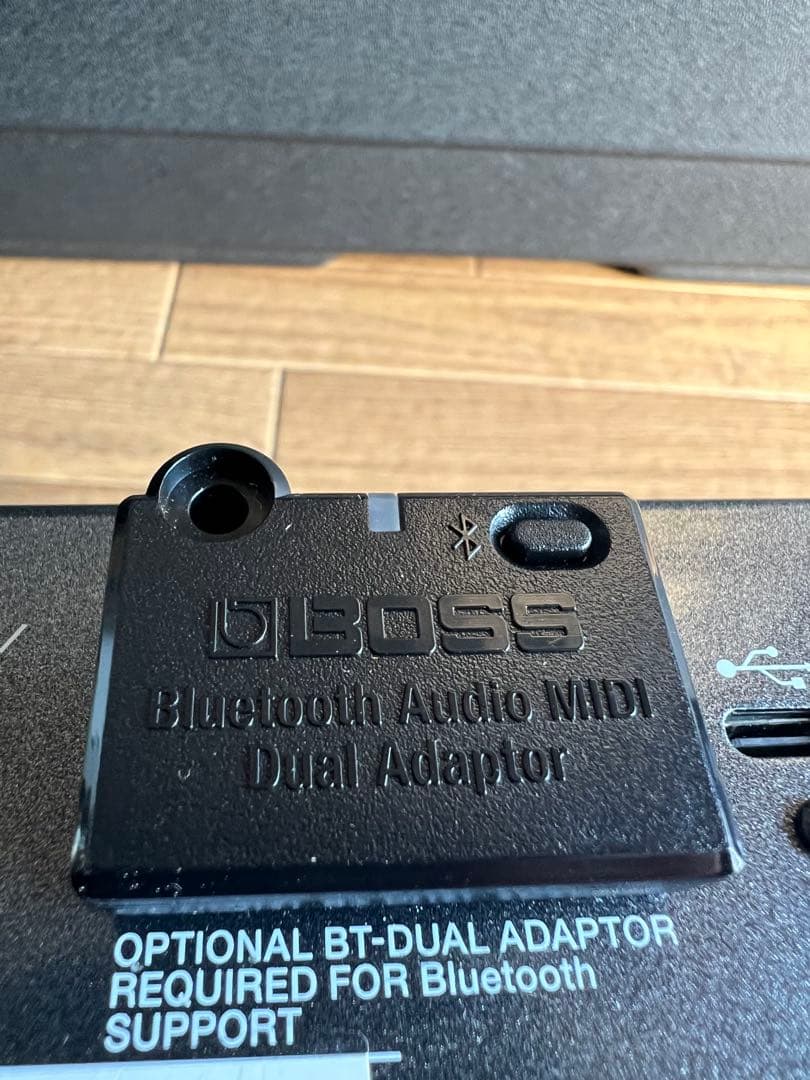 BOSS
Bluetooth Audio MIDI
Dual Adaptor
OPTIONAL BT-DUAL ADAPTOR
REQUIRED FOR Bluetooth
SUPPORT